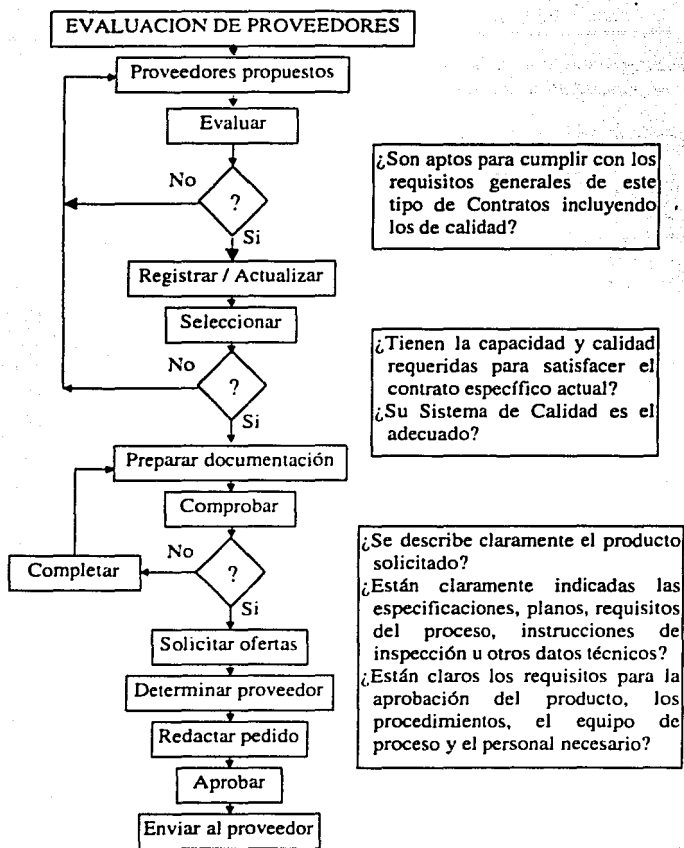 EVALUACION DE PROVEEDORES
Proveedores propuestos
Evaluar
No
?
Si
¿Son aptos para cumplir con los
requisitos generales de este
tipo de Contratos incluyendo
los de calidad?
Registrar / Actualizar
Seleccionar
No
?
Si
¿Tienen la capacidad y calidad
requeridas para satisfacer el
contrato específico actual?
¿Su Sistema de Calidad es el
adecuado?
Preparar documentación
Comprobar
No
?
Completar
Si
¿Se describe claramente el producto
solicitado?
¿Están claramente indicadas las
especificaciones, planos, requisitos
del proceso, instrucciones de
inspección u otros datos técnicos?
¿Están claros los requisitos para la
aprobación del producto, los
procedimientos, el equipo de
proceso y el personal necesario?
Solicitar ofertas
Determinar proveedor
Redactar pedido
Aprobar
Enviar al proveedor